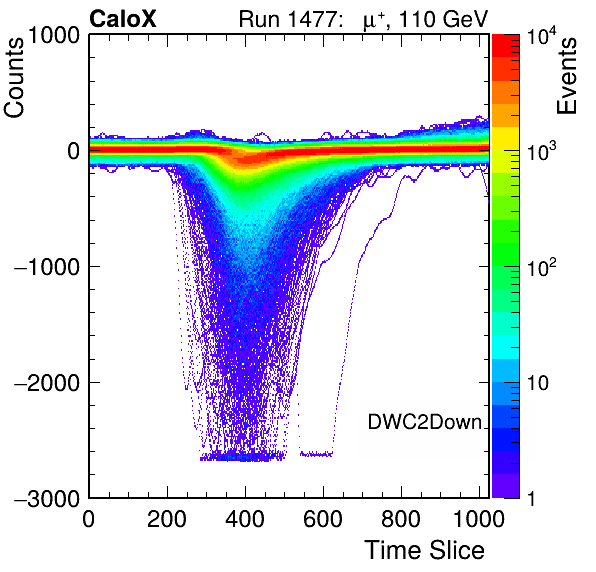 CaloX Run 1477: μ⁺, 110 GeV
Counts
Events
1000
0
−1000
−2000
−3000
10⁴
10³
10²
10
1
DWC2Down
0 200 400 600 800 1000
Time Slice